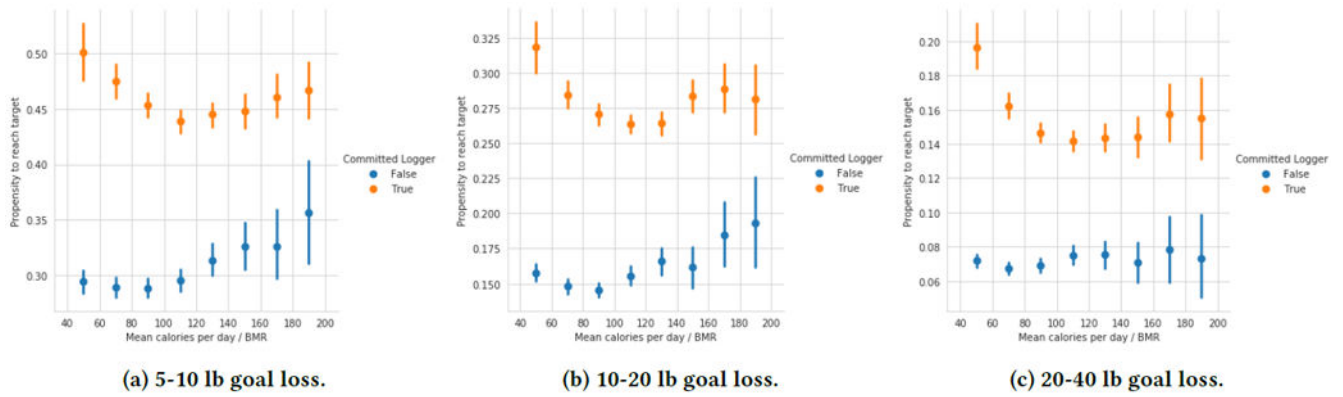 0.50
0.45
0.40
0.35
0.30
Propensity to reach target
40 60 80 100 120 140 160 180 200
Mean calories per day / BMR
Committed Logger
False
True
(a) 5-10 lb goal loss.
0.325
0.300
0.275
0.250
0.225
0.200
0.175
0.150
Propensity to reach target
40 60 80 100 120 140 160 180 200
Mean calories per day / BMR
Committed Logger
False
True
(b) 10-20 lb goal loss.
0.20
0.18
0.16
0.14
0.12
0.10
0.08
0.06
Propensity to reach target
40 60 80 100 120 140 160 180 200
Mean calories per day / BMR
Committed Logger
False
True
(c) 20-40 lb goal loss.